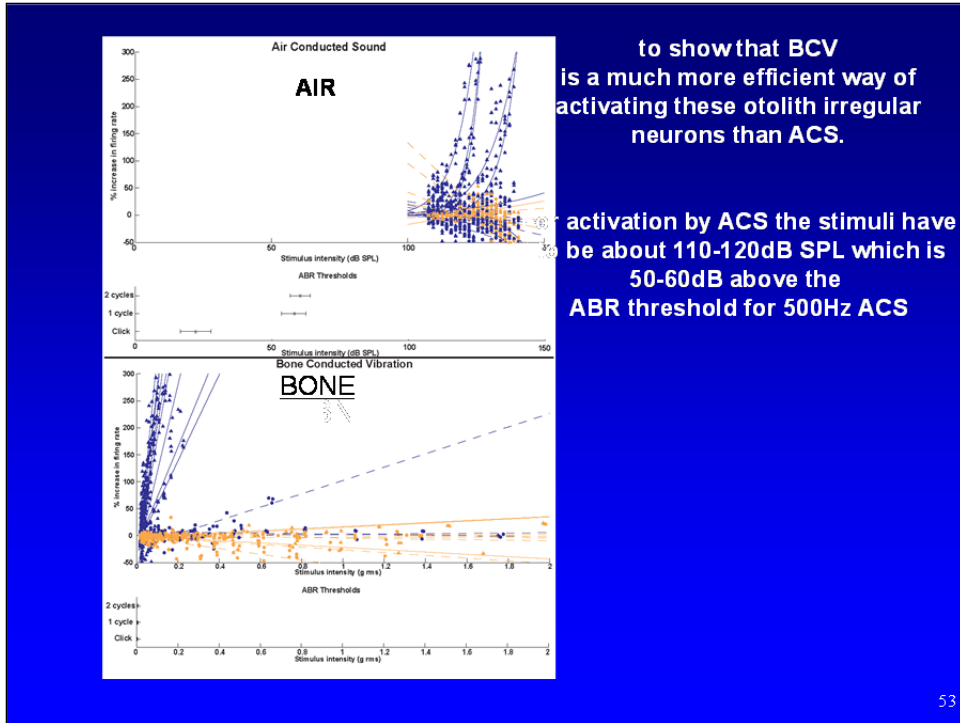 to show that BCV
is a much more efficient way of
activating these otolith irregular
neurons than ACS.
activation by ACS the stimuli have
be about 110-120dB SPL which is
50-60dB above the
ABR threshold for 500Hz ACS
Air Conducted Sound
AIR
% increase in firing rate
300
250
200
150
100
50
0
-50
0
50
100
Stimulus intensity (dB SPL)
ABR Thresholds
2 cycles
1 cycle
Click
0
50
100
150
Stimulus intensity (dB SPL)
Bone Conducted Vibration
BONE
% increase in firing rate
300
250
200
150
100
50
0
-50
0.2
0.4
0.6
0.8
1
1.2
1.4
1.6
1.8
2
Stimulus intensity (g rms)
ABR Thresholds
2 cycles
1 cycle
Click
0.2
0.4
0.6
0.8
1
1.2
1.4
1.6
1.8
2
Stimulus intensity (g rms)
53